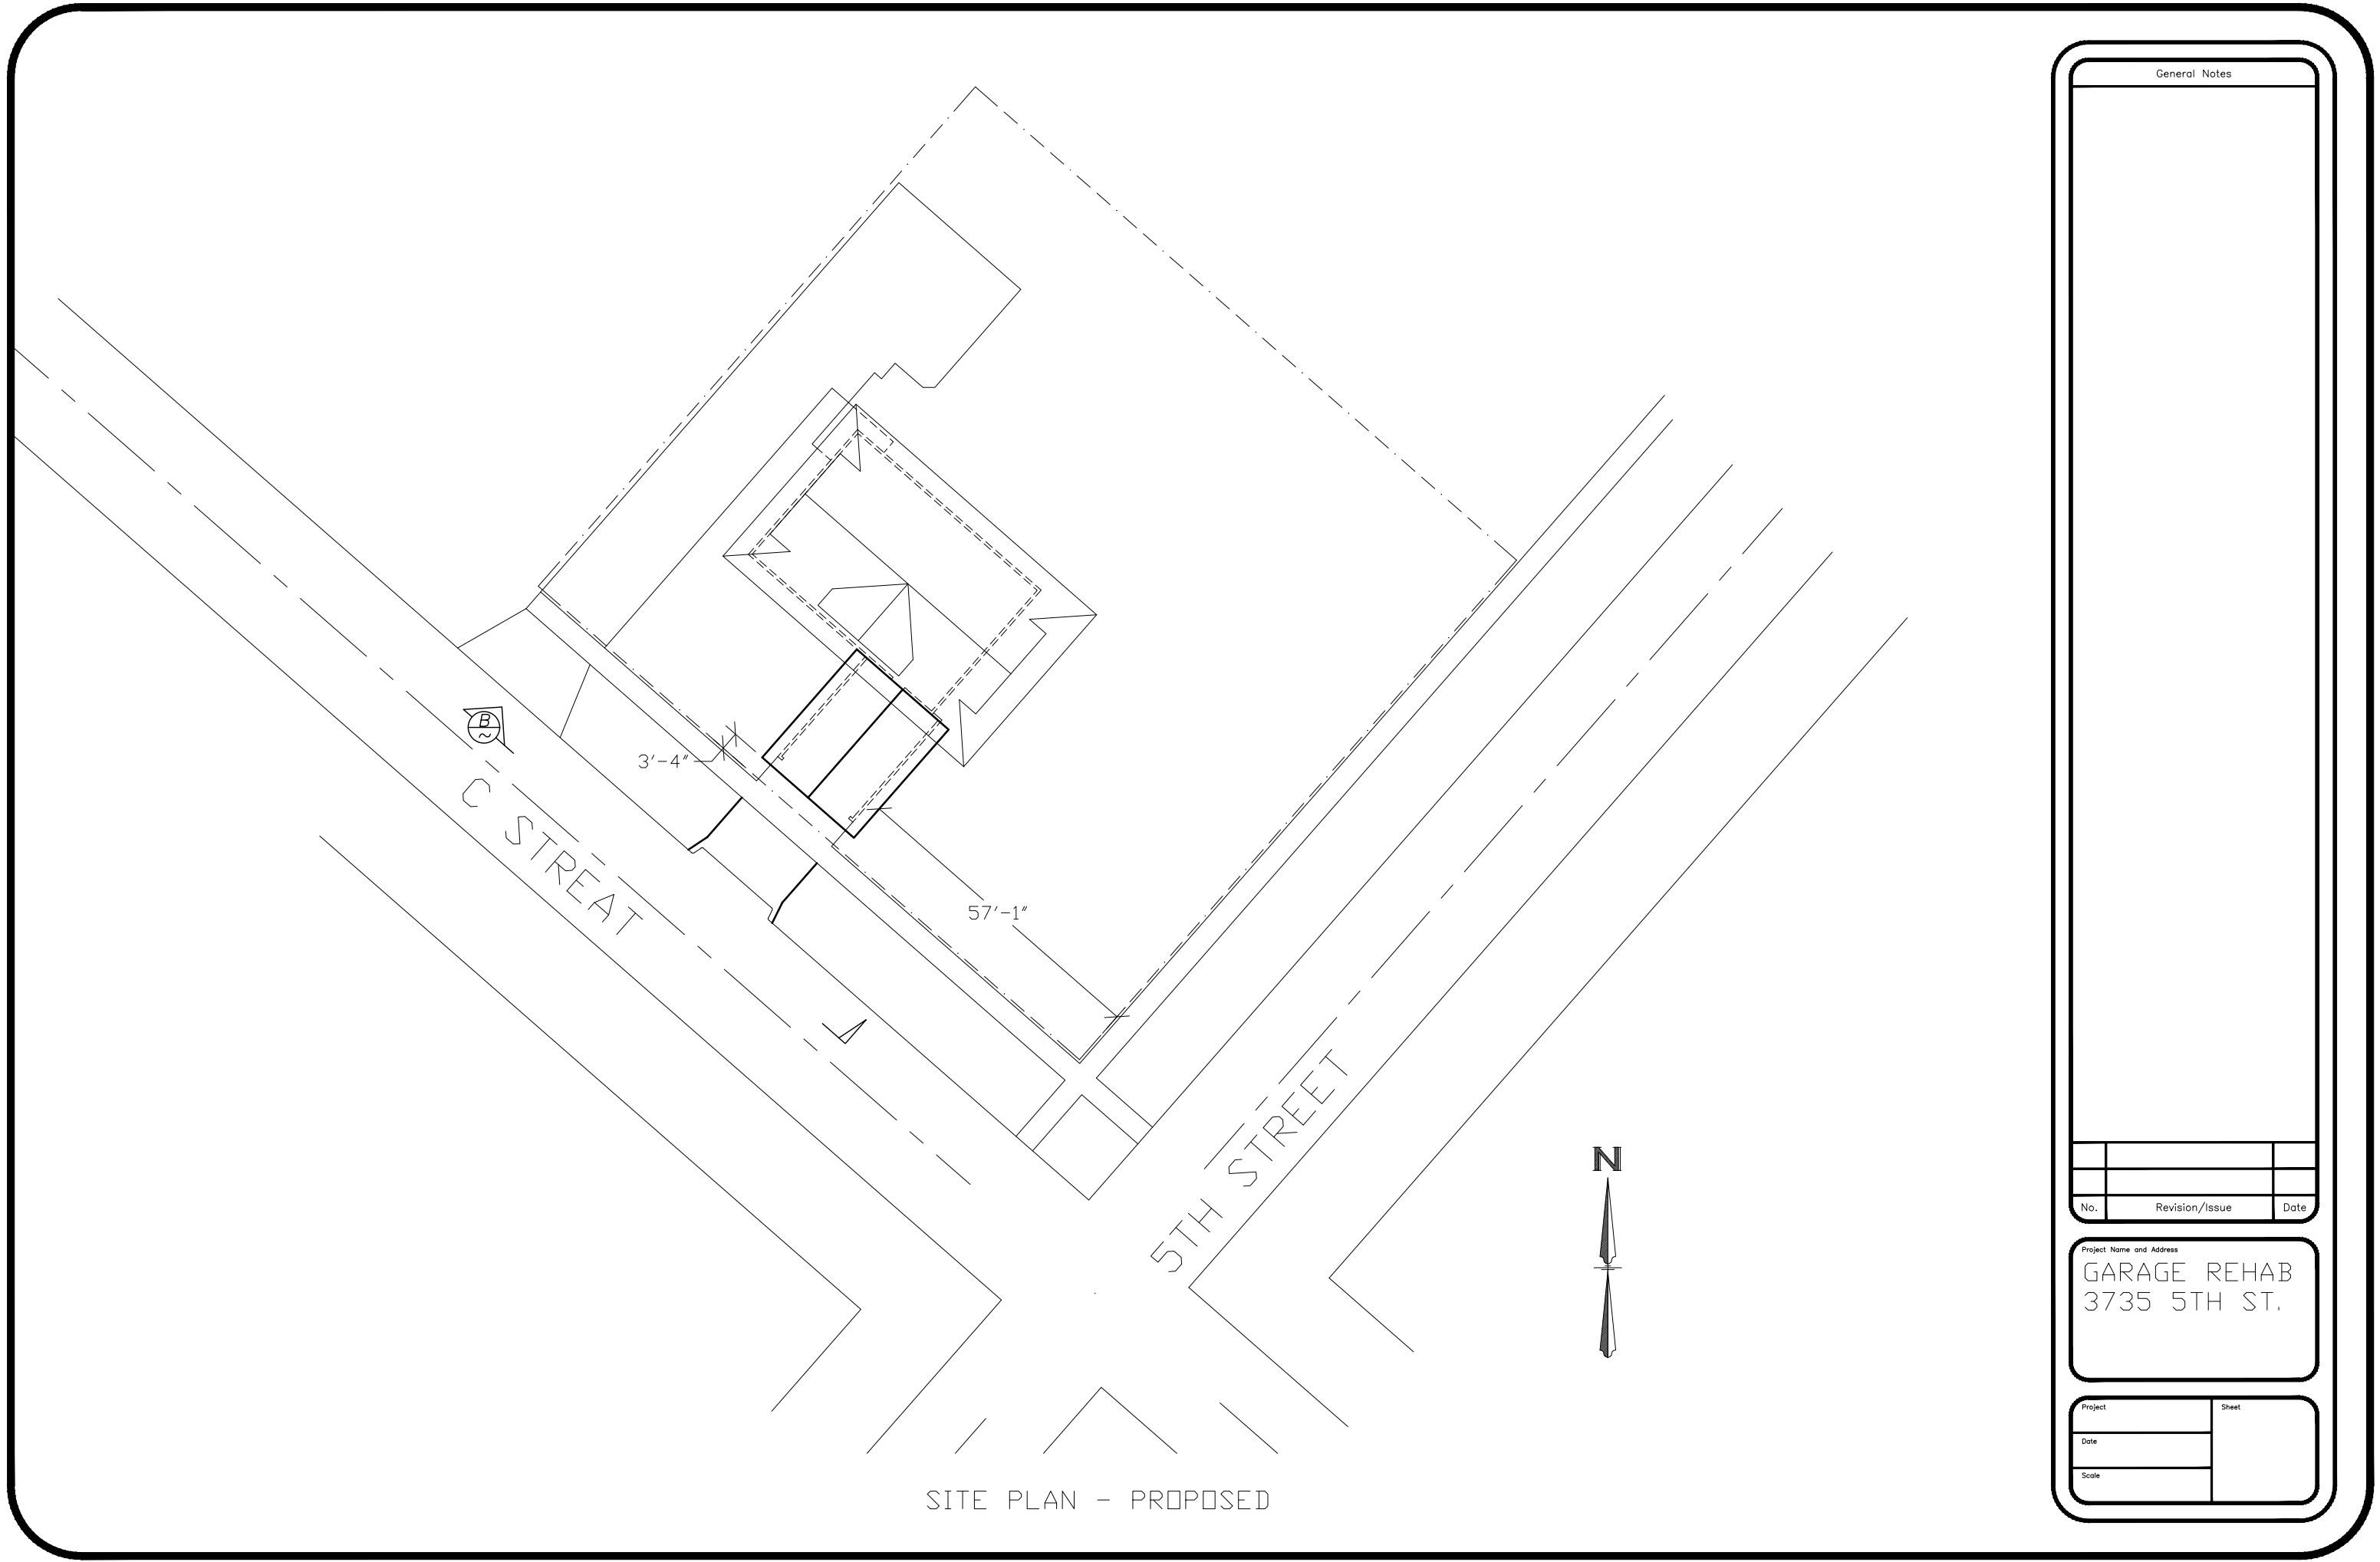 General Notes
B
~
3'-4"
C STREAT
57'-1"
5TH STREET
N
No. Revision/Issue Date
Project Name and Address
GARAGE REHAB
3735 5TH ST.
Project
Sheet
Date
Scale
SITE PLAN - PROPOSED